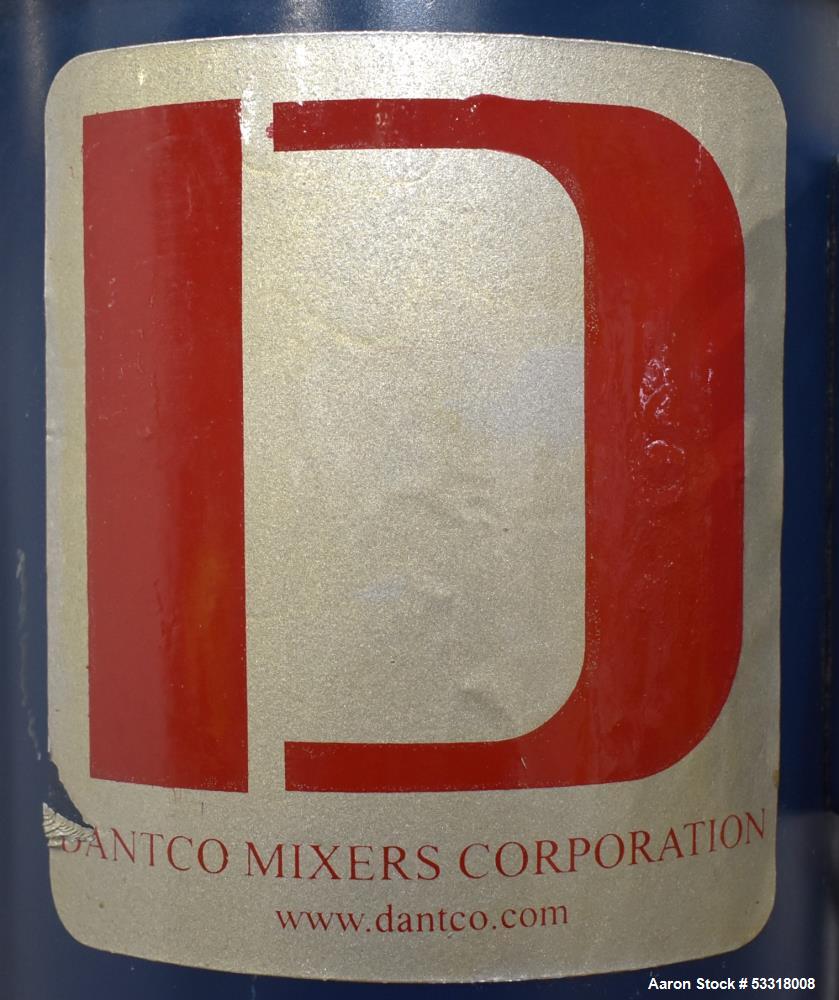 D
DANTCO MIXERS CORPORATION
www.dantco.com
Aaron Stock # 53318008